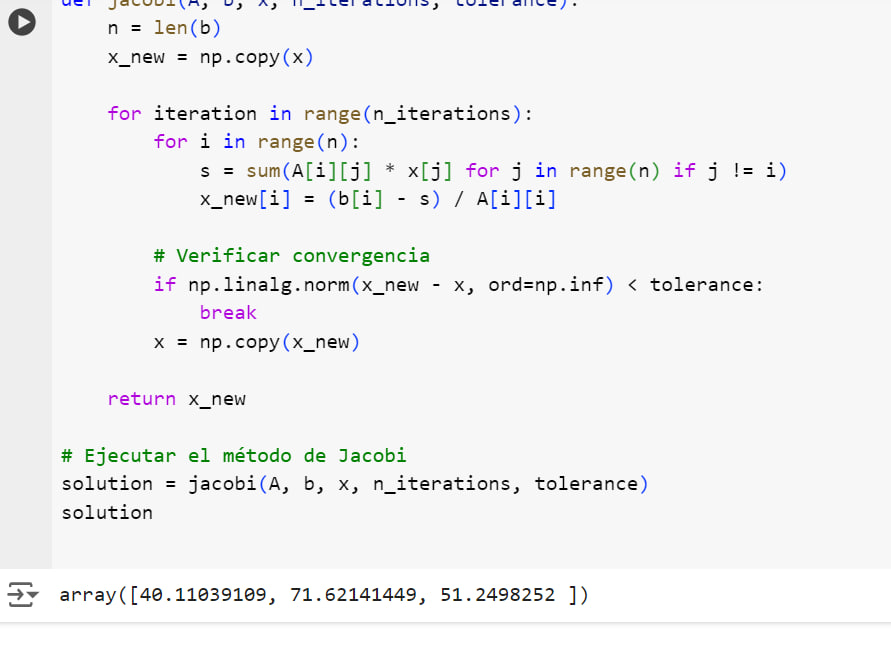 def jacobi(A, b, x, n_iterations, tolerance):
    n = len(b)
    x_new = np.copy(x)
    for iteration in range(n_iterations):
        for i in range(n):
            s = sum(A[i][j] * x[j] for j in range(n) if j != i)
            x_new[i] = (b[i] - s) / A[i][i]
        # Verificar convergencia
        if np.linalg.norm(x_new - x, ord=np.inf) < tolerance:
            break
        x = np.copy(x_new)
    return x_new
# Ejecutar el método de Jacobi
solution = jacobi(A, b, x, n_iterations, tolerance)
solution
array([40.11039109, 71.62141449, 51.2498252 ])